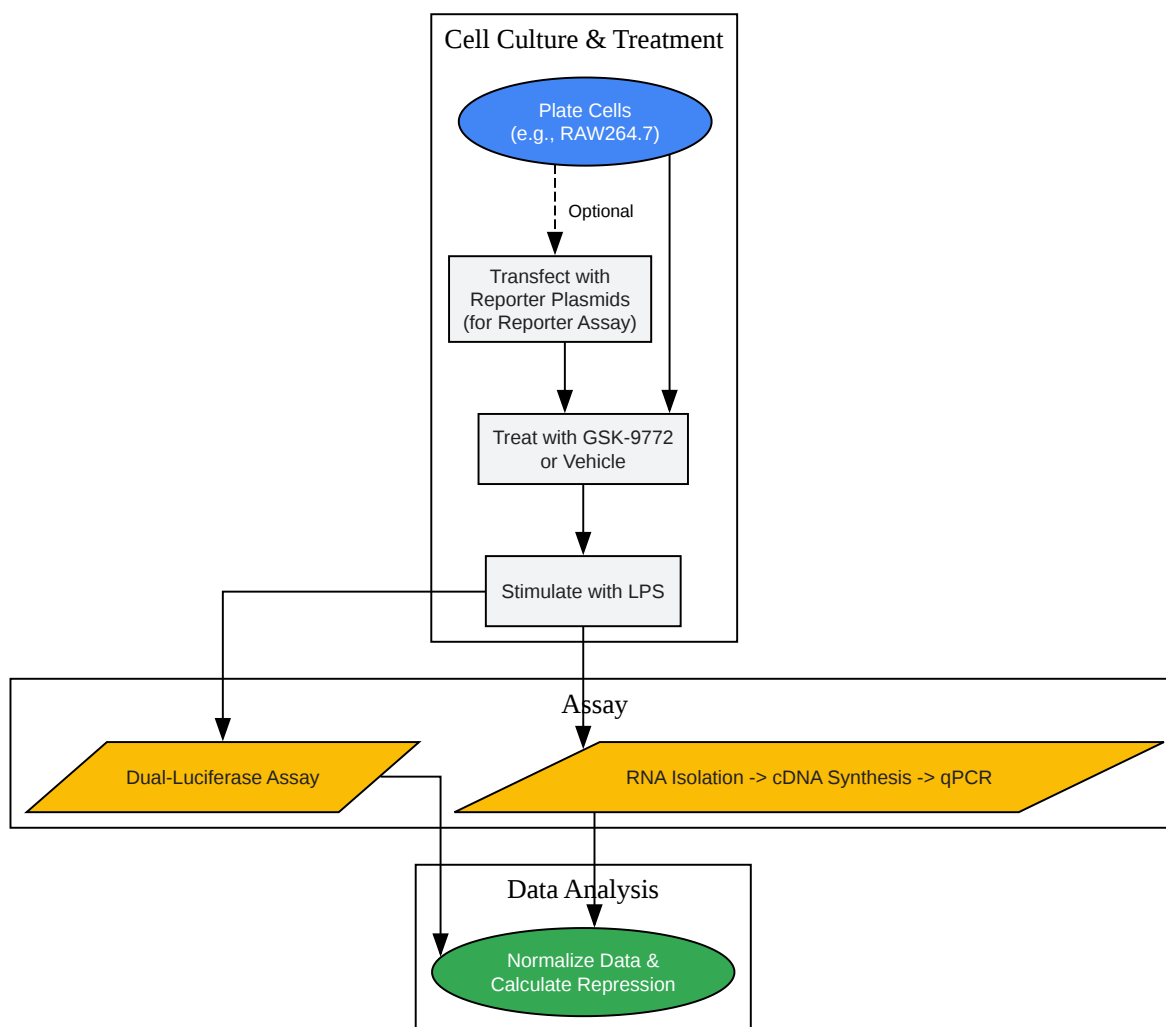 Cell Culture & Treatment
Plate Cells
(e.g., RAW264.7)
Optional
Transfect with
Reporter Plasmids
(for Reporter Assay)
Treat with GSK-9772
or Vehicle
Stimulate with LPS
Assay
Dual-Luciferase Assay
RNA Isolation -> cDNA Synthesis -> qPCR
Data Analysis
Normalize Data &
Calculate Repression